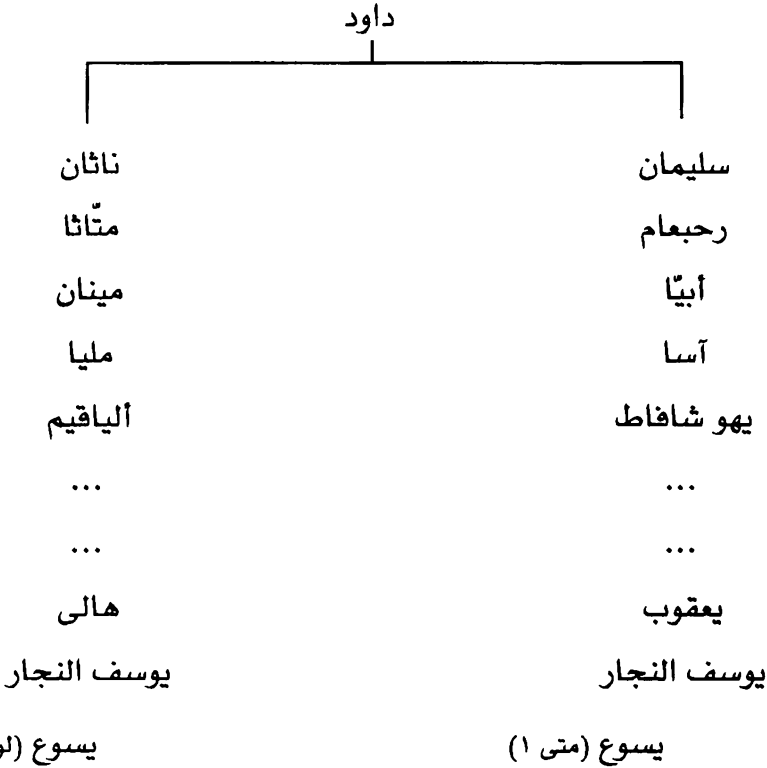 داود
سليمان ناثان
رحبعام متّاثا
أبيّا مينان
آسا مليا
يهو شافاط ألياقيم
... ...
... ...
يعقوب هالى
يوسف النجار يوسف النجار
يسوع (متى ١) يسوع